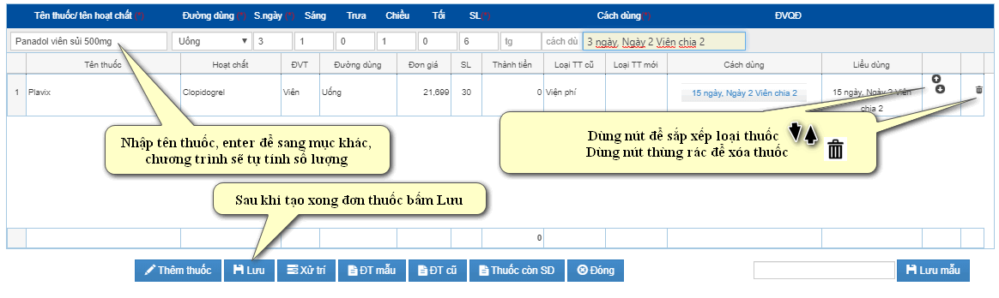 Tên thuốc/ tên hoạt chất (*) Đường dùng (*) S.ngày (*) Sáng Trưa Chiều Tối SL(*) Cách dùng(*) ĐVQĐ
Panadol viên sủi 500mg Uống 3 1 0 1 0 6 tg cách dù 3 ngày, Ngày 2 Viên chia 2
Tên thuốc Hoạt chất ĐVT Đường dùng Đơn giá SL Thành tiền Loại TT cũ Loại TT mới Cách dùng Liều dùng
1 Plavix Clopidogrel Viên Uống 21,699 30 0 Viện phí 15 ngày, Ngày 2 Viên chia 2 15 ngày, Ngày 2 Viên
chia 2
Nhập tên thuốc, enter để sang mục khác,
chương trình sẽ tự tính số lượng
Dùng nút để sắp xếp loại thuốc
Dùng nút thùng rác để xóa thuốc
Sau khi tạo xong đơn thuốc bấm Lưu
0
Thêm thuốc Lưu Xử trí ĐT mẫu ĐT cũ Thuốc còn SD Đóng Lưu mẫu